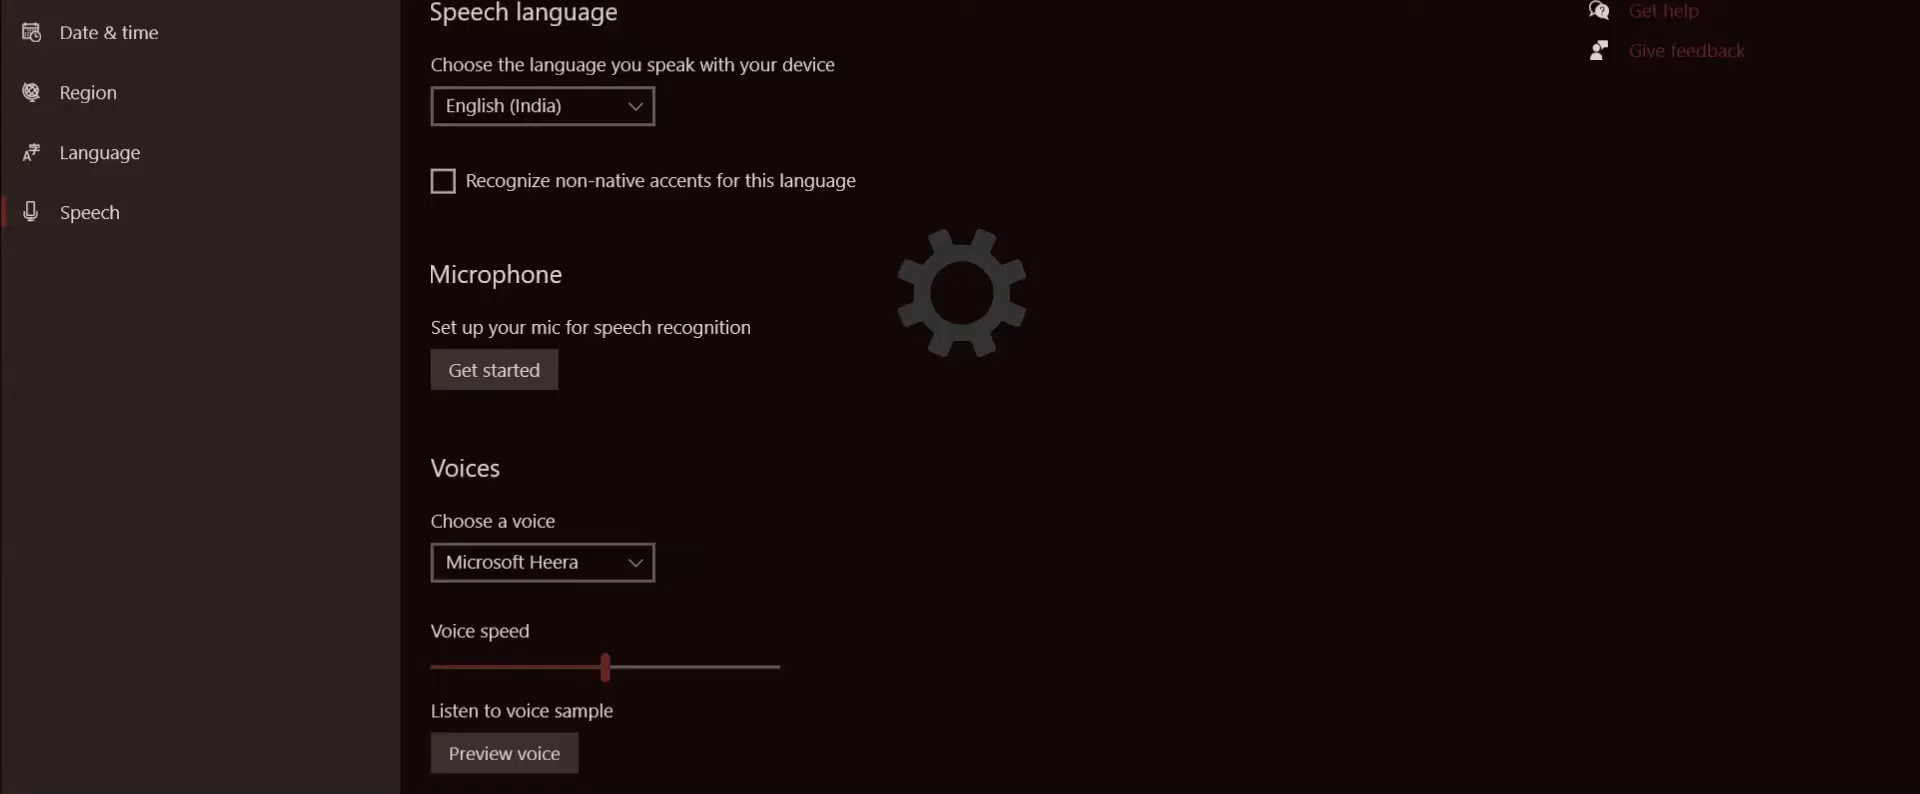 Date & time
Region
Language
Speech
Speech language
Choose the language you speak with your device
English (India)
Recognize non-native accents for this language
Microphone
Set up your mic for speech recognition
Get started
Voices
Choose a voice
Microsoft Heera
Voice speed
Listen to voice sample
Preview voice
Get help
Give feedback